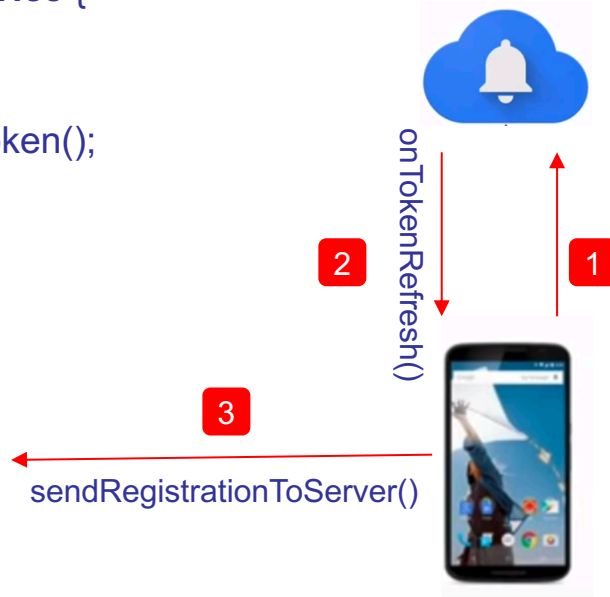 ken();
onTokenRefresh()
2
1
3
sendRegistrationToServer()